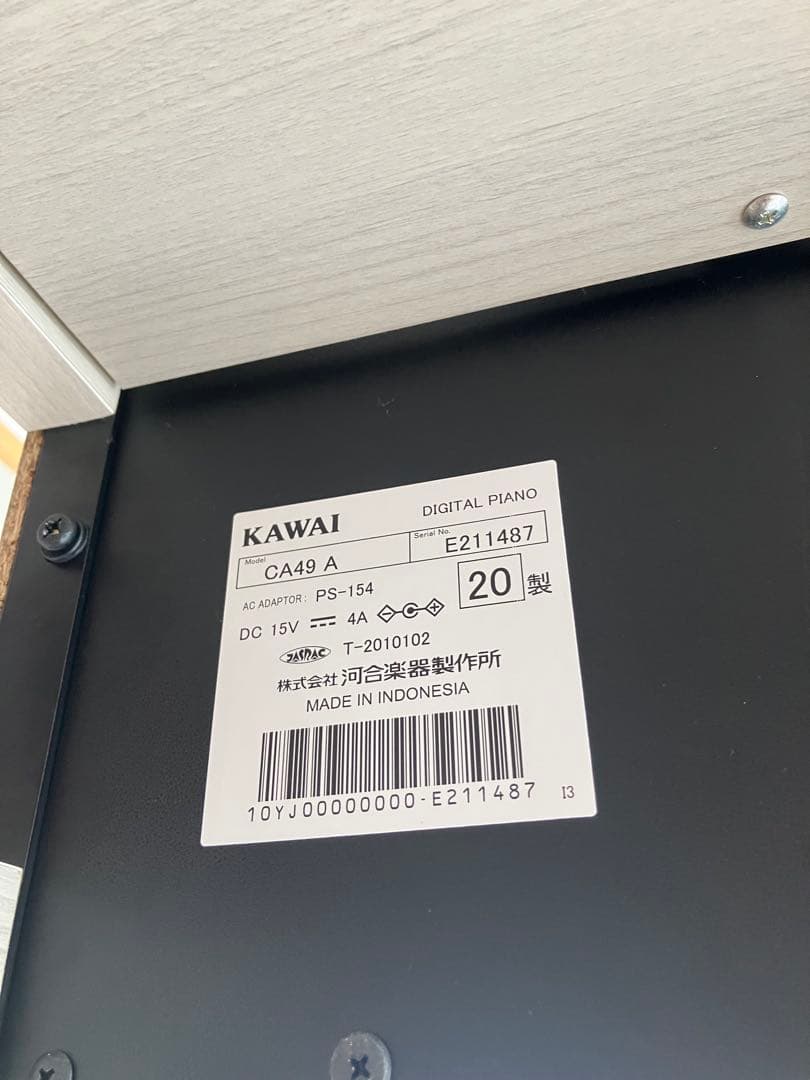 KAWAI DIGITAL PIANO
Model CA49 A Serial No. E211487
AC ADAPTOR: PS-154 20 製
DC 15V 4A
JASRAC T-2010102
株式会社 河合楽器製作所
MADE IN INDONESIA
10YJ00000000-E211487 I3